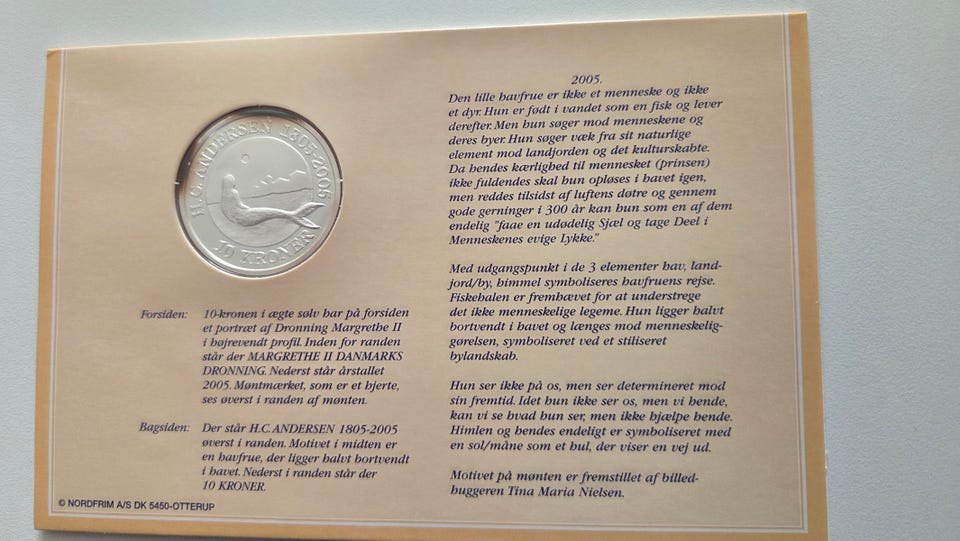 H.C. ANDERSEN 1805-2005
10 KRONER
Forsiden: 10-kronen i ægte sølv har på forsiden
et portræt af Dronning Margrethe II
i højrevendt profil. Inden for randen
står der MARGRETHE II DANMARKS
DRONNING. Nederst står årstallet
2005. Møntmærket, som er et hjerte,
ses øverst i randen af mønten.
Bagsiden: Der står H.C. ANDERSEN 1805-2005
øverst i randen. Motivet i midten er
en havfrue, der ligger halvt bortvendt
i havet. Nederst i randen står der
10 KRONER.
© NORDFRIM A/S DK 5450-OTTERUP
2005.
Den lille havfrue er ikke et menneske og ikke
et dyr. Hun er født i vandet som en fisk og lever
derefter. Men hun søger mod menneskene og
deres byer. Hun søger væk fra sit naturlige
element mod landjorden og det kulturskabte.
Da hendes kærlighed til mennesket (prinsen)
ikke fuldendes skal hun opløses i havet igen,
men reddes tilsidst af luftens døtre og gennem
gode gerninger i 300 år kan hun som en af dem
endelig "faae en udødelig Sjæl og tage Deel i
Menneskenes evige Lykke."
Med udgangspunkt i de 3 elementer hav, land-
jord/by, himmel symboliseres havfruens rejse.
Fiskehalen er fremhævet for at understrege
det ikke menneskelige legeme. Hun ligger halvt
bortvendt i havet og længes mod menneskelig-
gørelsen, symboliseret ved et stiliseret
bylandskab.
Hun ser ikke på os, men ser determineret mod
sin fremtid. Idet hun ikke ser os, men vi hende,
kan vi se hvad hun ser, men ikke hjælpe hende.
Himlen og hendes endeligt er symboliseret med
en sol/måne som et hul, der viser en vej ud.
Motivet på mønten er fremstillet af billed-
huggeren Tina Maria Nielsen.